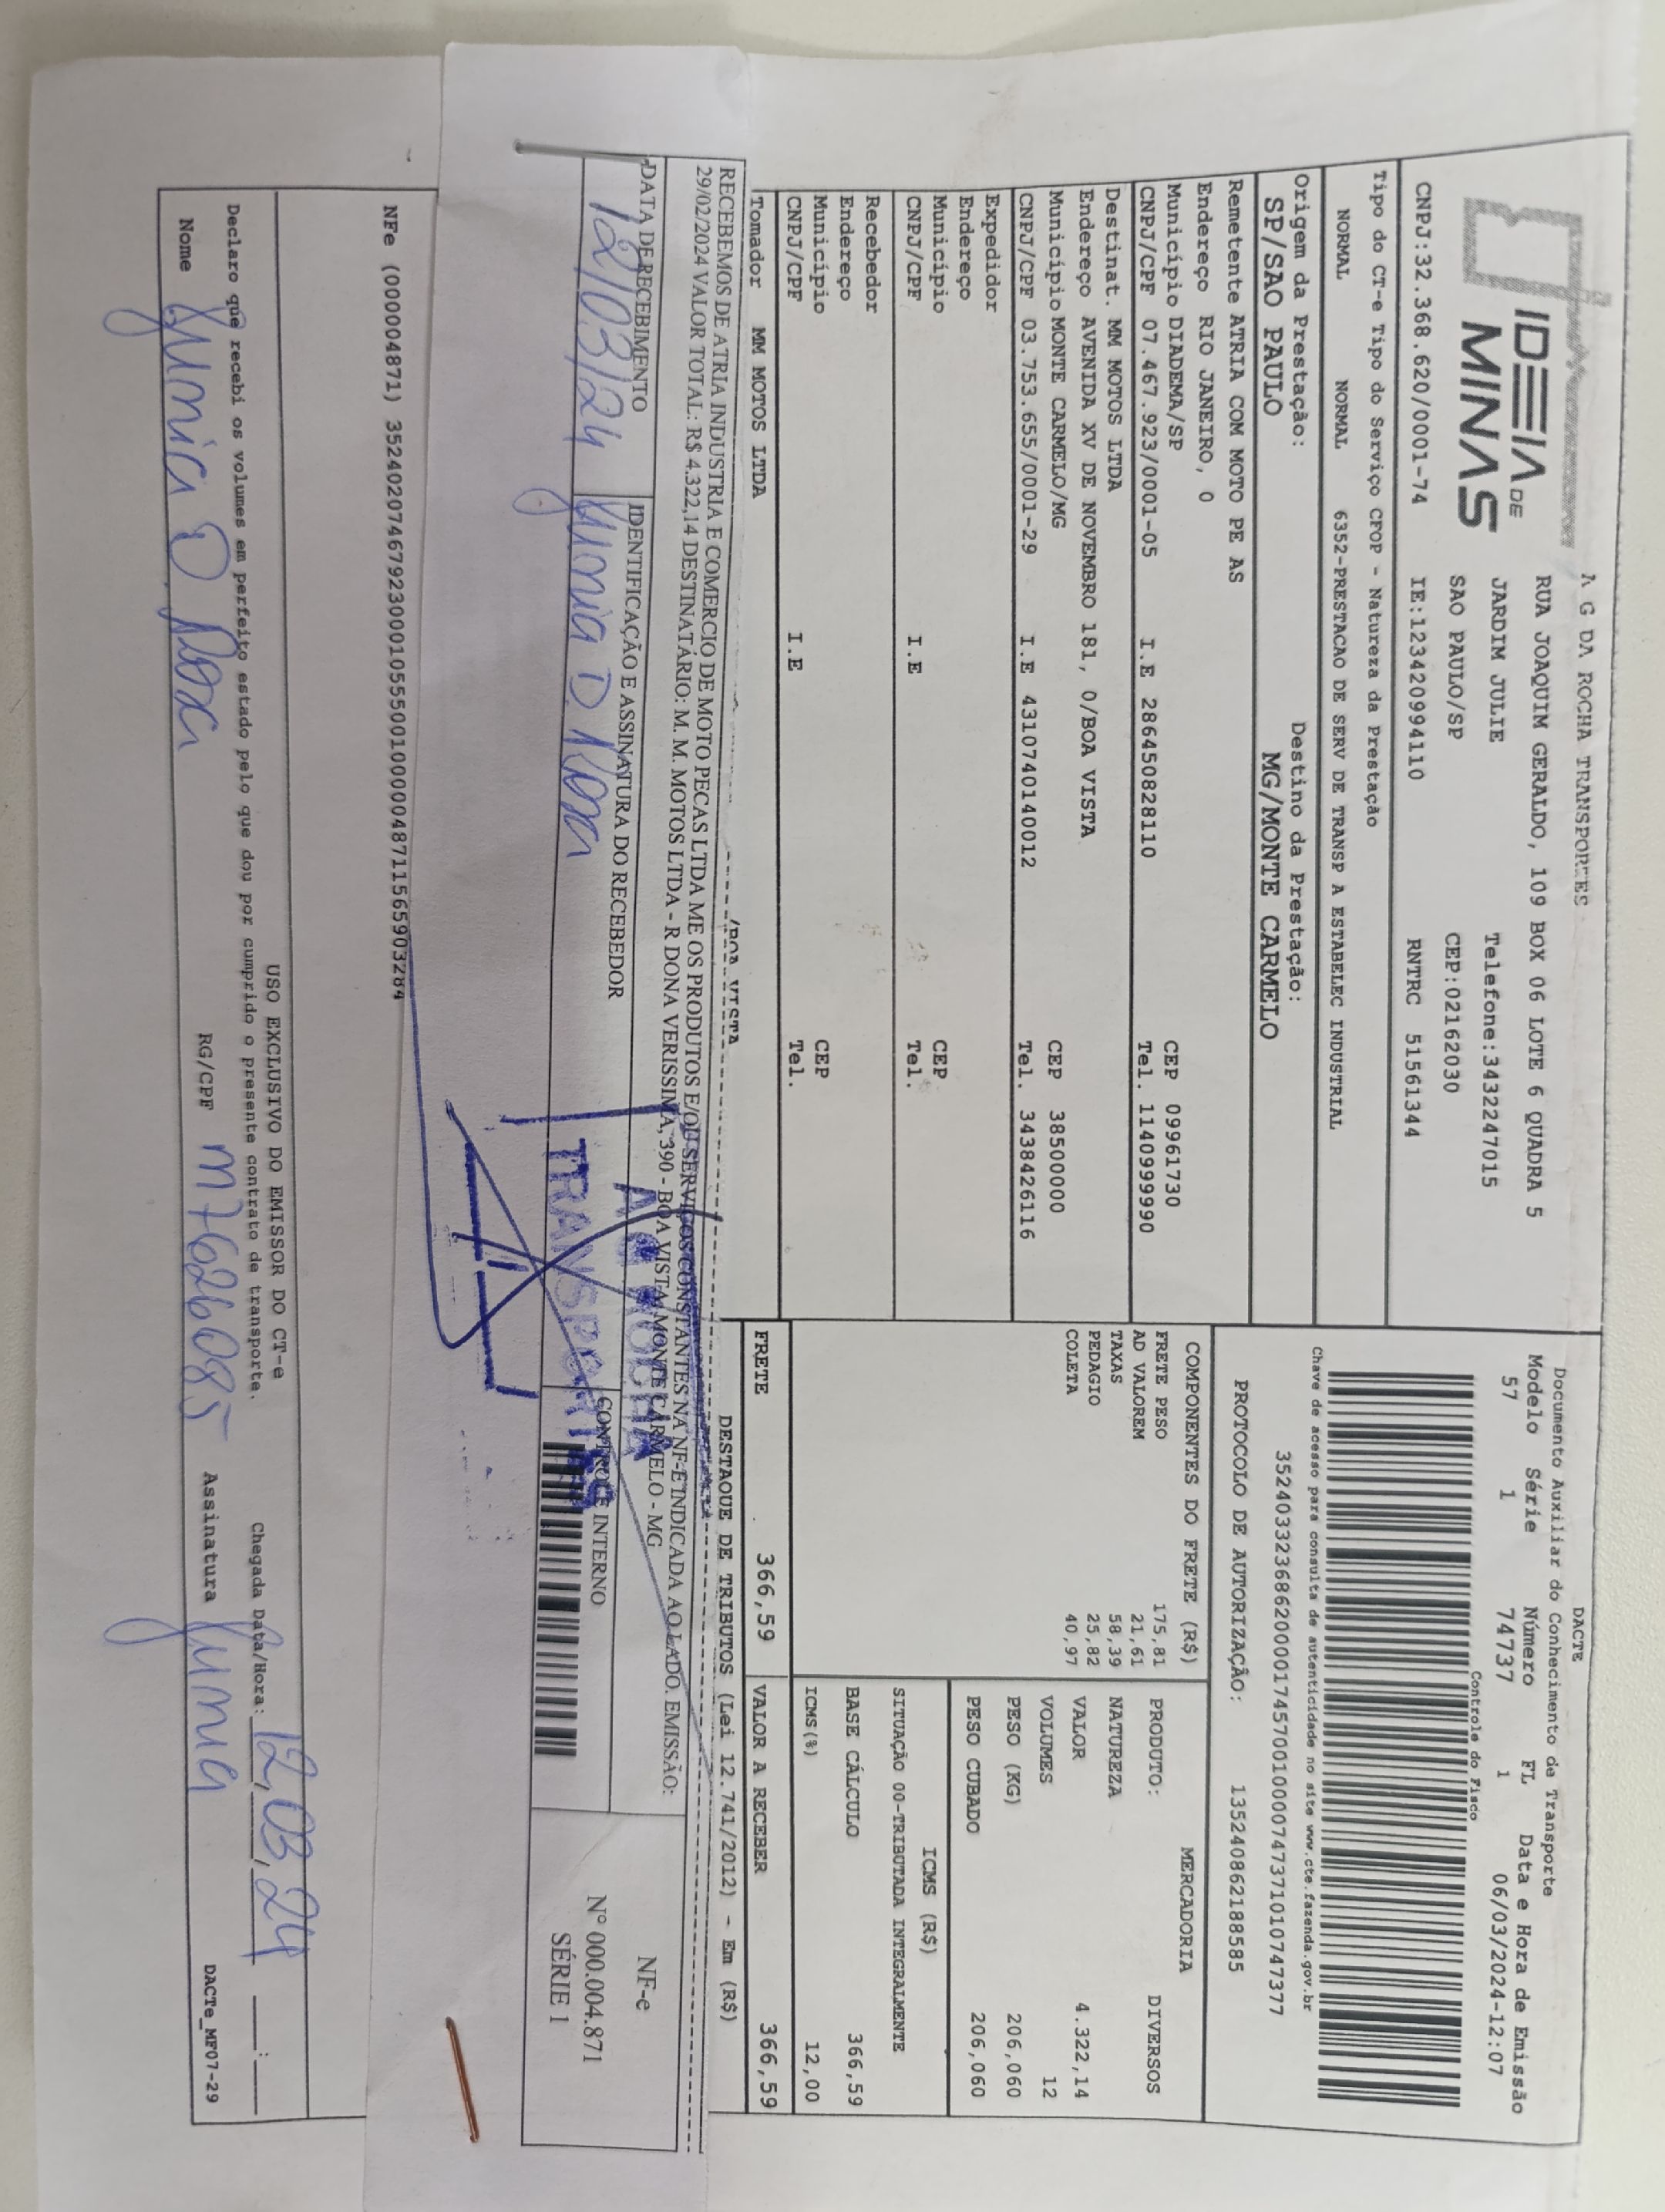 IDEIA DE
MINAS
A G DA ROCHA TRANSPORTES
RUA JOAQUIM GERALDO, 109 BOX 06 LOTE 6 QUADRA 5
JARDIM JULIE Telefone:3432247015
SAO PAULO/SP CEP:02162030
CNPJ:32.368.620/0001-74 IE:123420994110 RNTRC 51561344
DACTE
Documento Auxiliar do Conhecimento de Transporte
Modelo Série Número FL Data e Hora de Emissão
57 1 74737 1 06/03/2024-12:07
Controle do Fisco
Chave de acesso para consulta de autenticidade no site www.cte.fazenda.gov.br
35240332368620000174570010000747371010747377
PROTOCOLO DE AUTORIZAÇÃO: 135240862188585
Tipo do CT-e Tipo do Serviço CFOP - Natureza da Prestação
NORMAL NORMAL 6352-PRESTACAO DE SERV DE TRANSP A ESTABELEC INDUSTRIAL
Origem da Prestação: Destino da Prestação:
SP/SAO PAULO MG/MONTE CARMELO
Remetente ATRIA COM MOTO PE AS
Endereço RIO JANEIRO, 0
Município DIADEMA/SP CEP 09961730
CNPJ/CPF 07.467.923/0001-05 I.E 286450828110 Tel. 1140999990
Destinat. MM MOTOS LTDA
Endereço AVENIDA XV DE NOVEMBRO 181, 0/BOA VISTA
Município MONTE CARMELO/MG CEP 38500000
CNPJ/CPF 03.753.655/0001-29 I.E 4310740140012 Tel. 3438426116
Expedidor
Endereço
Município CEP
CNPJ/CPF I.E Tel.
Recebedor
Endereço
Município CEP
CNPJ/CPF I.E Tel.
Tomador MM MOTOS LTDA
/BOA VISTA
COMPONENTES DO FRETE (R$)
FRETE PESO 175,81
AD VALOREM 21,61
TAXAS 58,39
PEDAGIO 25,82
COLETA 40,97
MERCADORIA
PRODUTO: DIVERSOS
NATUREZA
VALOR 4.322,14
VOLUMES 12
PESO (KG) 206,060
PESO CUBADO 206,060
ICMS (R$)
SITUAÇÃO 00-TRIBUTADA INTEGRALMENTE
BASE CÁLCULO 366,59
ICMS(%) 12,00
FRETE 366,59 VALOR A RECEBER 366,59
DESTAQUE DE TRIBUTOS (Lei 12.741/2012) - Em (R$)
RECEBEMOS DE ATRIA INDUSTRIA E COMERCIO DE MOTO PECAS LTDA ME OS PRODUTOS E/OU SERVIÇOS CONSTANTES NA NF-E INDICADA AO LADO. EMISSÃO:
29/02/2024 VALOR TOTAL: R$ 4.322,14 DESTINATÁRIO: M. M. MOTOS LTDA - R DONA VERISSIMA, 390 - BOA VISTA MONTE CARMELO - MG
DATA DE RECEBIMENTO IDENTIFICAÇÃO E ASSINATURA DO RECEBEDOR CONTROLE INTERNO
12/03/24 Junia D. Rosa
A G ROCHA
TRANSPORTES
NF-e
Nº 000.004.871
SÉRIE 1
NFe (000004871) 35240207467923000105550010000048711565903284
USO EXCLUSIVO DO EMISSOR DO CT-e
Declaro que recebi os volumes em perfeito estado pelo que dou por cumprido o presente contrato de transporte. Chegada Data/Hora: 12/03/24 __:__
Nome Junia D. Rosa RG/CPF M7626085 Assinatura Junia
DACTe_MF07-29